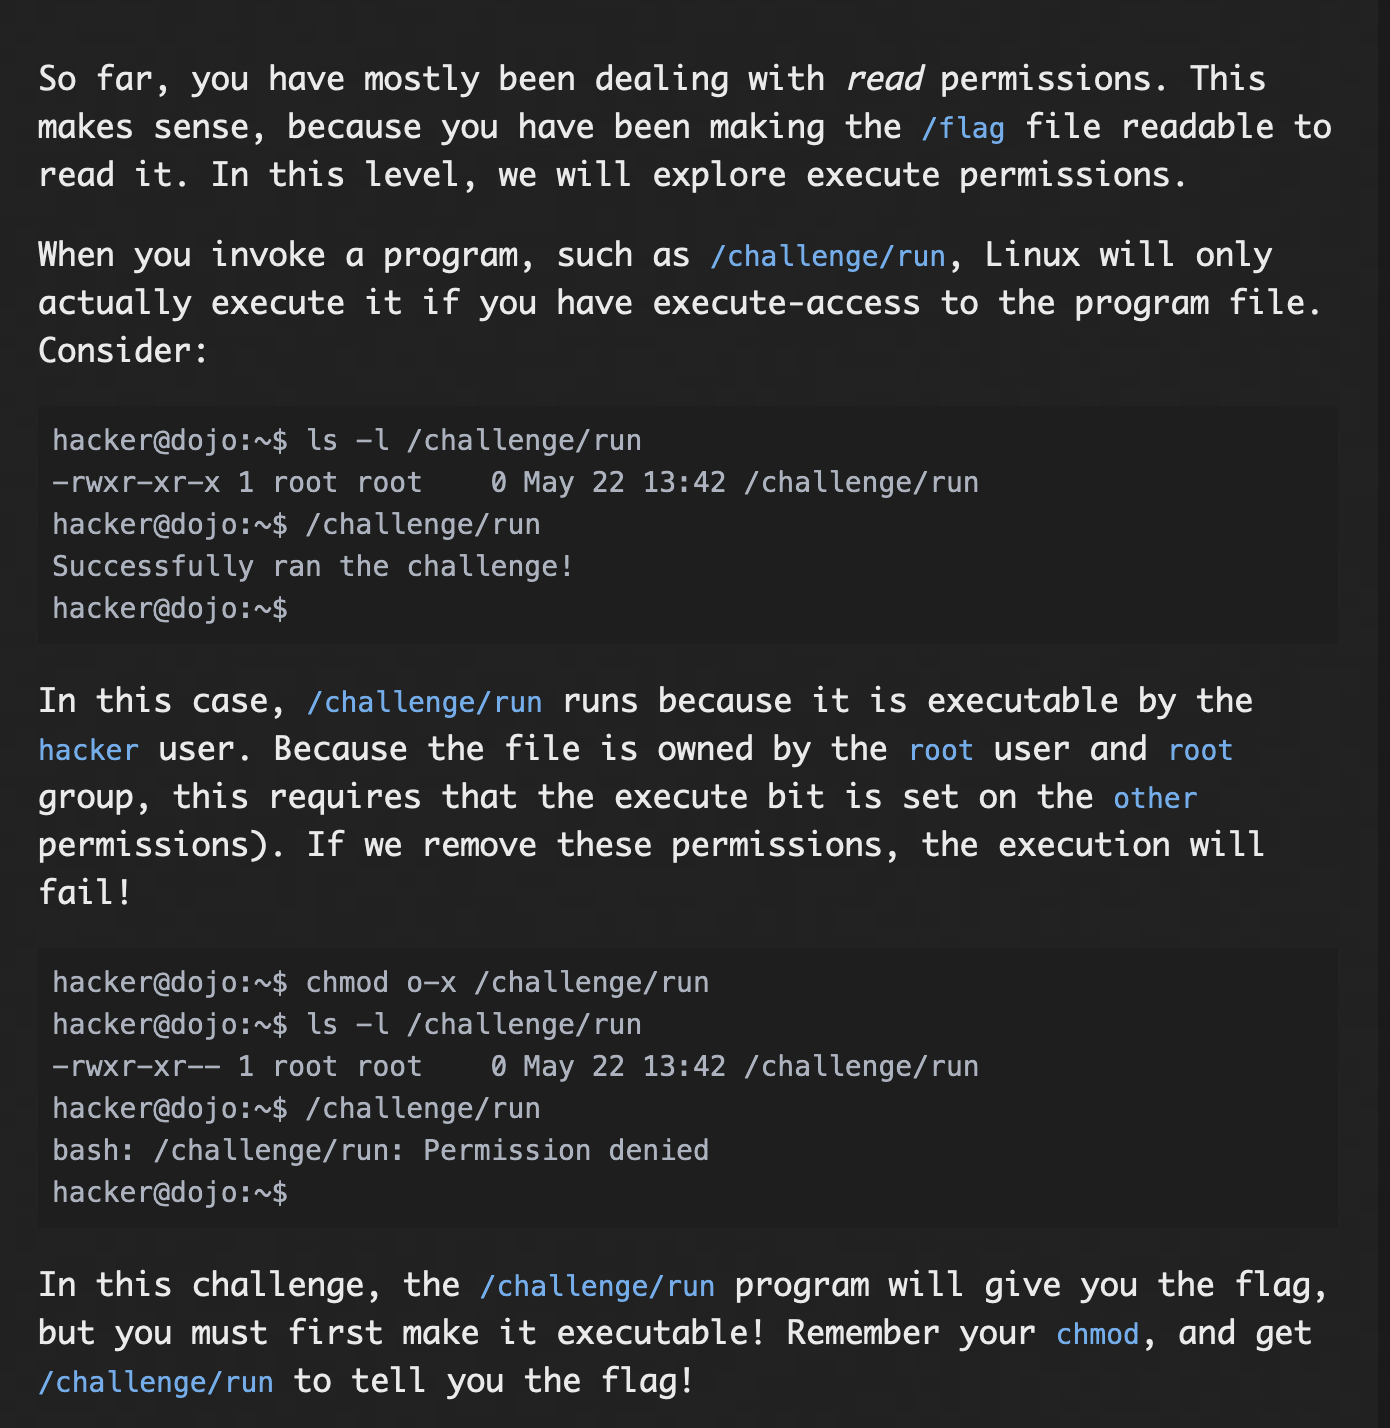 So far, you have mostly been dealing with read permissions. This
makes sense, because you have been making the /flag file readable to
read it. In this level, we will explore execute permissions.
When you invoke a program, such as /challenge/run, Linux will only
actually execute it if you have execute-access to the program file.
Consider:
hacker@dojo:~$ ls -l /challenge/run
-rwxr-xr-x 1 root root    0 May 22 13:42 /challenge/run
hacker@dojo:~$ /challenge/run
Successfully ran the challenge!
hacker@dojo:~$
In this case, /challenge/run runs because it is executable by the
hacker user. Because the file is owned by the root user and root
group, this requires that the execute bit is set on the other
permissions). If we remove these permissions, the execution will
fail!
hacker@dojo:~$ chmod o-x /challenge/run
hacker@dojo:~$ ls -l /challenge/run
-rwxr-xr-- 1 root root    0 May 22 13:42 /challenge/run
hacker@dojo:~$ /challenge/run
bash: /challenge/run: Permission denied
hacker@dojo:~$
In this challenge, the /challenge/run program will give you the flag,
but you must first make it executable! Remember your chmod, and get
/challenge/run to tell you the flag!